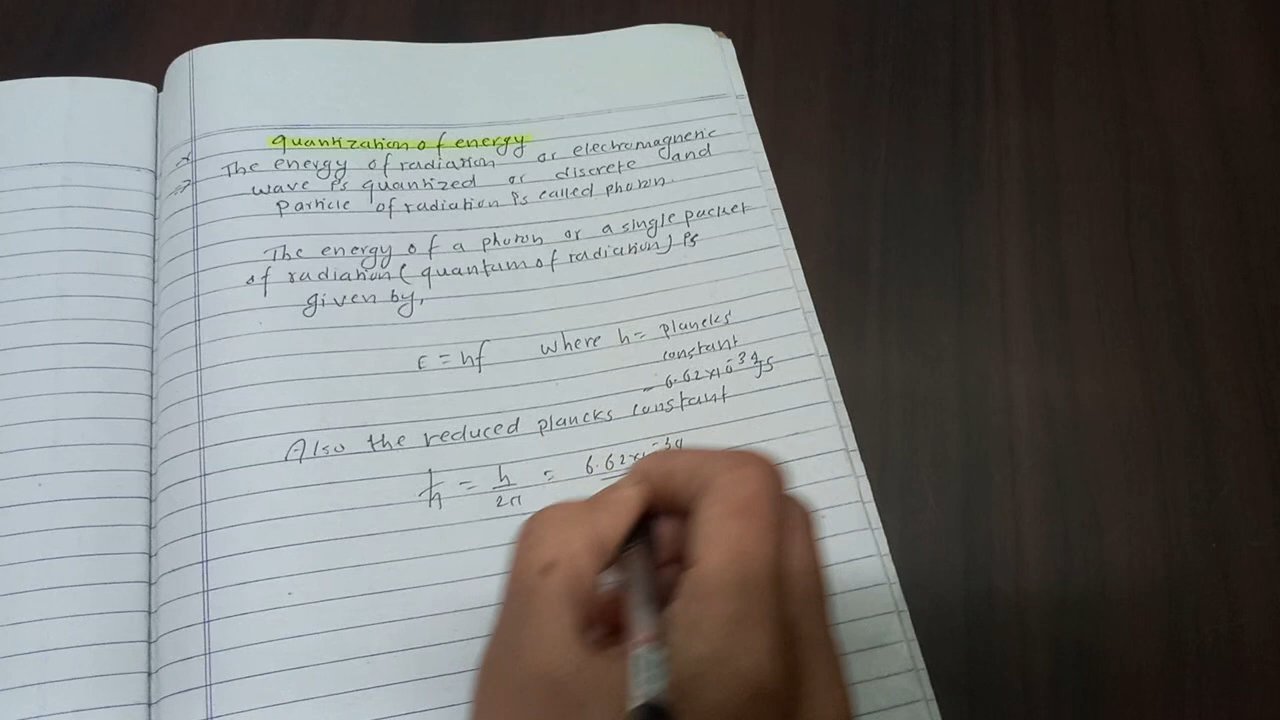 quantization of energy
The energy of radiation or electromagneric
wave is quantized or discrete and
particle of radiation is called photon.
The energy of a photon or a single packet
of radiation (quantum of radiation) is
given by,
E = hf where h = plancks'
constant
= 6.62×10^-34 JS
Also the reduced plancks constant
ħ = h/2π = 6.62×10^-34